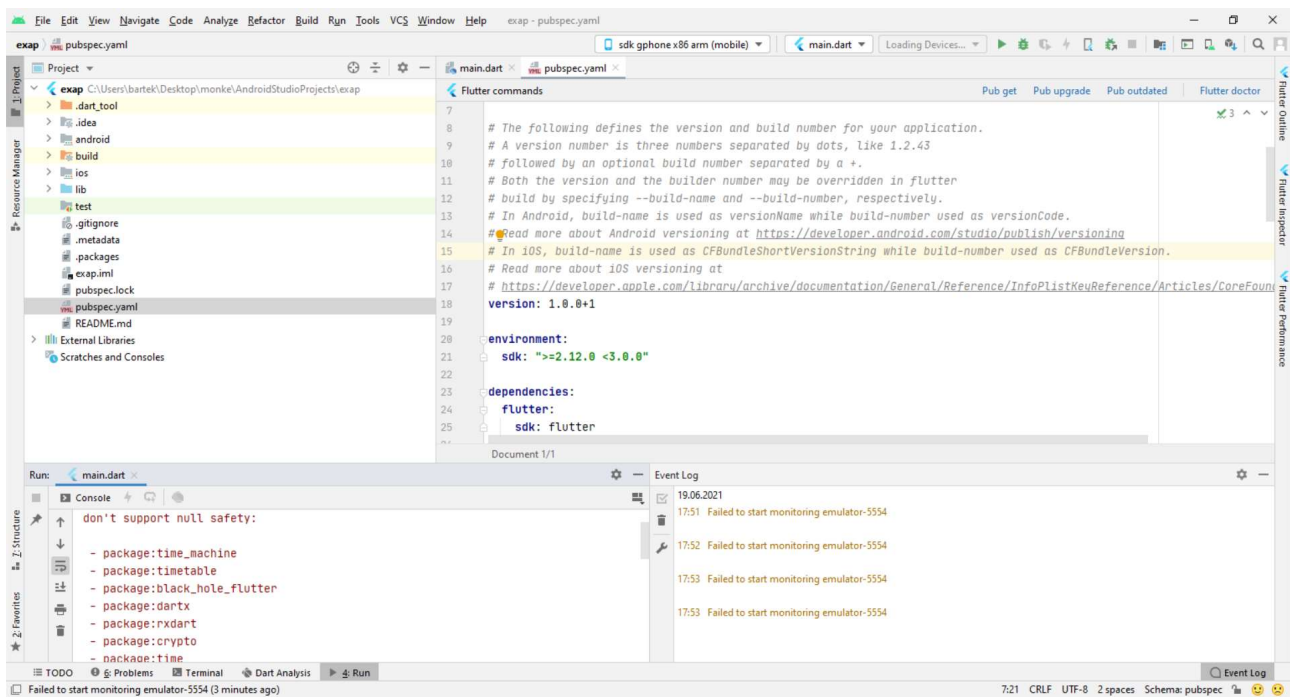 File Edit View Navigate Code Analyze Refactor Build Run Tools VCS Window Help exap - pubspec.yaml
exap pubspec.yaml
sdk gphone x86 arm (mobile) main.dart Loading Devices...
1: Project
Resource Manager
7: Structure
2: Favorites
Project
exap C:\Users\bartek\Desktop\monke\AndroidStudioProjects\exap
.dart_tool
.idea
android
build
ios
lib
test
.gitignore
.metadata
.packages
exap.iml
pubspec.lock
pubspec.yaml
README.md
External Libraries
Scratches and Consoles
main.dart pubspec.yaml
Flutter commands Pub get Pub upgrade Pub outdated Flutter doctor
3
7
8 # The following defines the version and build number for your application.
9 # A version number is three numbers separated by dots, like 1.2.43
10 # followed by an optional build number separated by a +.
11 # Both the version and the builder number may be overridden in flutter
12 # build by specifying --build-name and --build-number, respectively.
13 # In Android, build-name is used as versionName while build-number used as versionCode.
14 # Read more about Android versioning at https://developer.android.com/studio/publish/versioning
15 # In iOS, build-name is used as CFBundleShortVersionString while build-number used as CFBundleVersion.
16 # Read more about iOS versioning at
17 # https://developer.apple.com/library/archive/documentation/General/Reference/InfoPlistKeyReference/Articles/CoreFoun
18 version: 1.0.0+1
19
20 environment:
21 sdk: ">=2.12.0 <3.0.0"
22
23 dependencies:
24 flutter:
25 sdk: flutter
Document 1/1
Flutter Outline
Flutter Inspector
Flutter Performance
Run: main.dart
Console
don't support null safety:
- package:time_machine
- package:timetable
- package:black_hole_flutter
- package:dartx
- package:rxdart
- package:crypto
- package:time
Event Log
19.06.2021
17:51 Failed to start monitoring emulator-5554
17:52 Failed to start monitoring emulator-5554
17:53 Failed to start monitoring emulator-5554
17:53 Failed to start monitoring emulator-5554
TODO 6: Problems Terminal Dart Analysis 4: Run Event Log
Failed to start monitoring emulator-5554 (3 minutes ago) 7:21 CRLF UTF-8 2 spaces Schema: pubspec